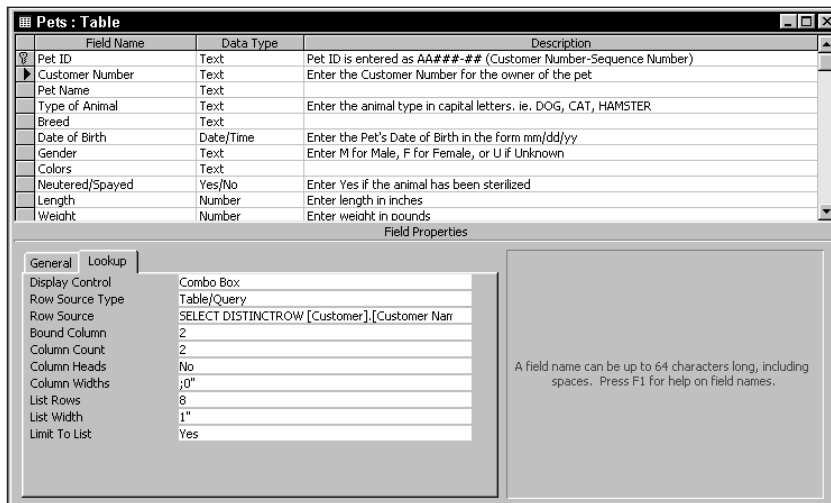 Pets : Table
Field Name Data Type Description
Pet ID Text Pet ID is entered as AA###-## (Customer Number-Sequence Number)
Customer Number Text Enter the Customer Number for the owner of the pet
Pet Name Text
Type of Animal Text Enter the animal type in capital letters. ie. DOG, CAT, HAMSTER
Breed Text
Date of Birth Date/Time Enter the Pet's Date of Birth in the form mm/dd/yy
Gender Text Enter M for Male, F for Female, or U if Unknown
Colors Text
Neutered/Spayed Yes/No Enter Yes if the animal has been sterilized
Length Number Enter length in inches
Weight Number Enter weight in pounds
Field Properties
General Lookup
Display Control Combo Box
Row Source Type Table/Query
Row Source SELECT DISTINCTROW [Customer].[Customer Nam
Bound Column 2
Column Count 2
Column Heads No
Column Widths ;0"
List Rows 8
List Width 1"
Limit To List Yes
A field name can be up to 64 characters long, including
spaces. Press F1 for help on field names.